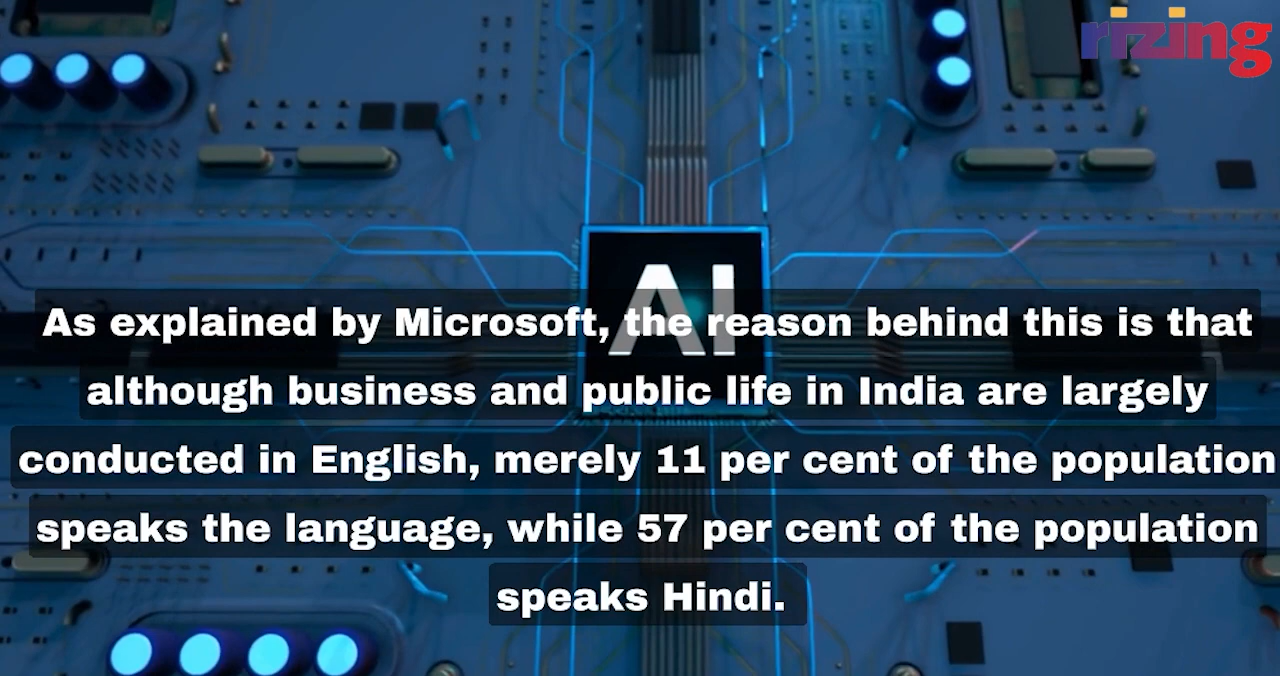 rizing
AI
As explained by Microsoft, the reason behind this is that
although business and public life in India are largely
conducted in English, merely 11 per cent of the population
speaks the language, while 57 per cent of the population
speaks Hindi.